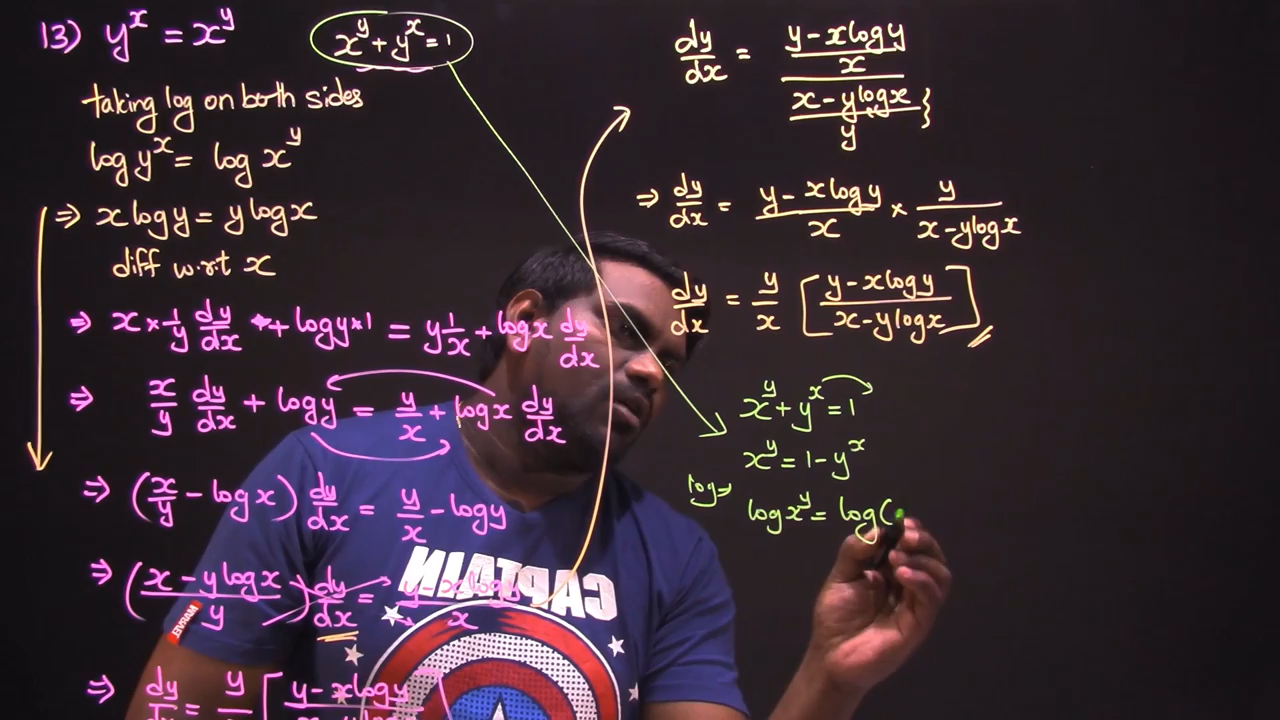 13) y^x = x^y
x^y + y^x = 1
taking log on both sides
log y^x = log x^y
⇒ x log y = y log x
diff w.r.t x
⇒ x × 1/y dy/dx + log y × 1 = y 1/x + log x dy/dx
⇒ x/y dy/dx + log y = y/x + log x dy/dx
⇒ (x/y - log x) dy/dx = y/x - log y
⇒ (x - y log x / y) dy/dx = y - x log y / x
⇒ dy/dx = y/x [y - x log y / x - y log x
dy/dx = (y - x log y / x) / (x - y log x / y) }
⇒ dy/dx = y - x log y / x × y / x - y log x
dy/dx = y/x [y - x log y / x - y log x]
x^y + y^x = 1
x^y = 1 - y^x
log ⇒
log x^y = log (
CAPTAIN